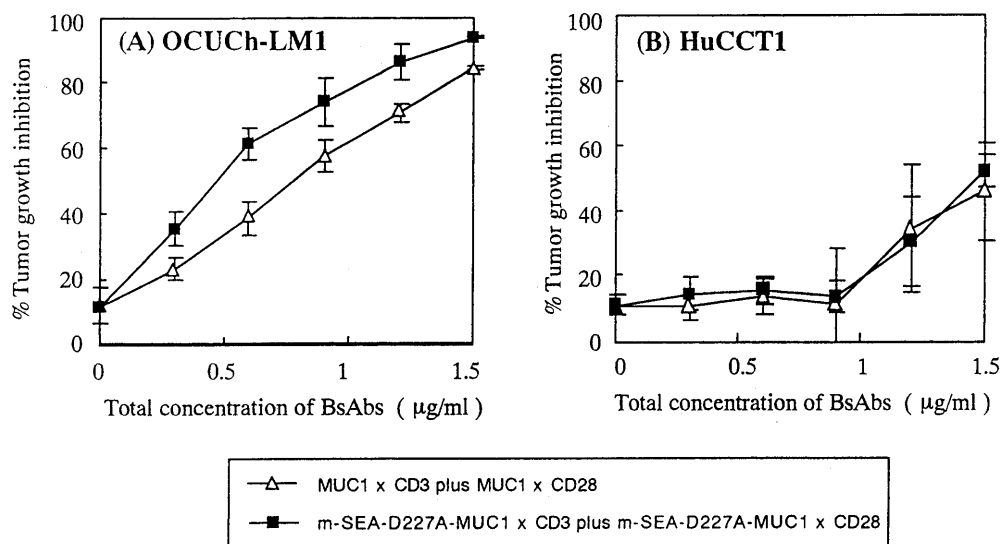 (A) OCUCh-LM1
% Tumor growth inhibition
100
80
60
40
20
0
0
0.5
1
1.5
Total concentration of BsAbs ( μg/ml )
(B) HuCCT1
% Tumor growth inhibition
100
80
60
40
20
0
0
0.5
1
1.5
Total concentration of BsAbs ( μg/ml )
MUC1 x CD3 plus MUC1 x CD28
m-SEA-D227A-MUC1 x CD3 plus m-SEA-D227A-MUC1 x CD28